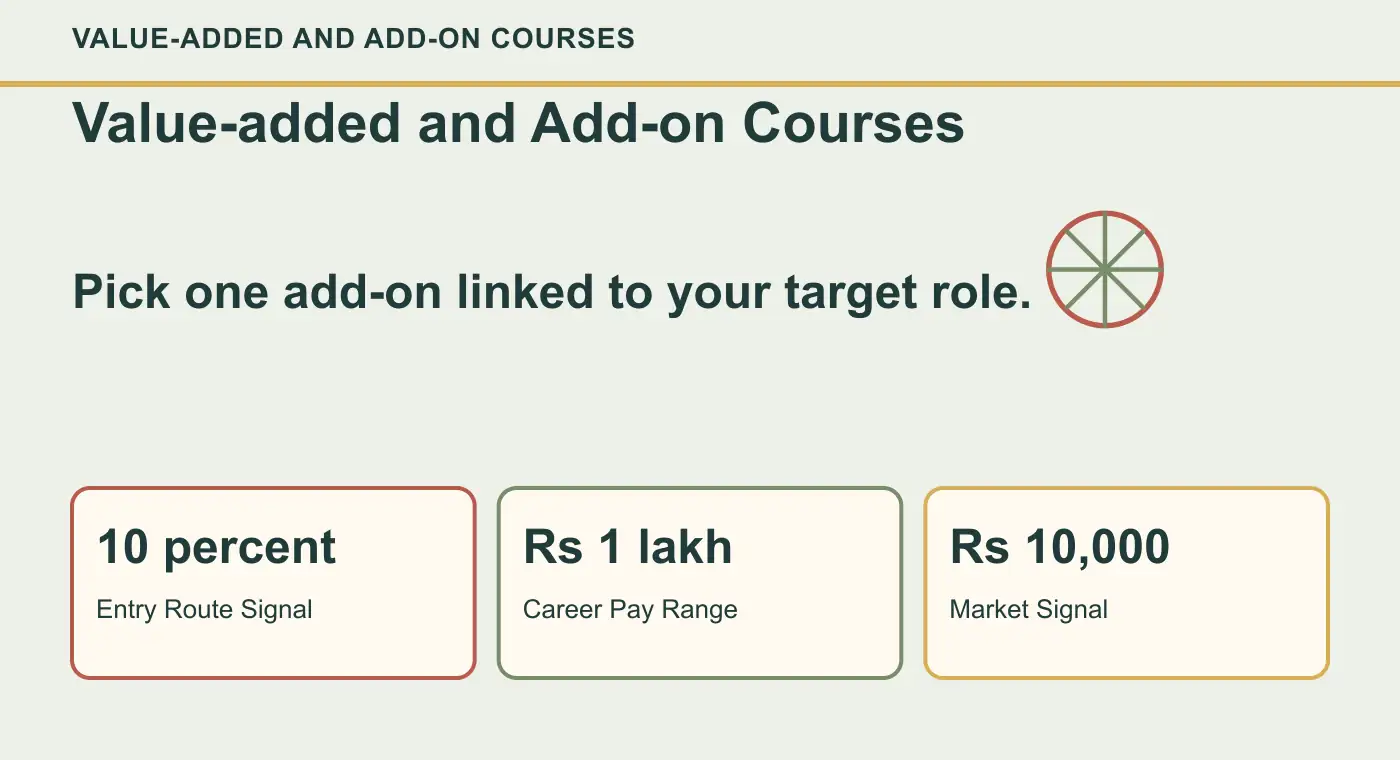 VALUE-ADDED AND ADD-ON COURSES
Value-added and Add-on Courses
Pick one add-on linked to your target role.
10 percent
Entry Route Signal
Rs 1 lakh
Career Pay Range
Rs 10,000
Market Signal